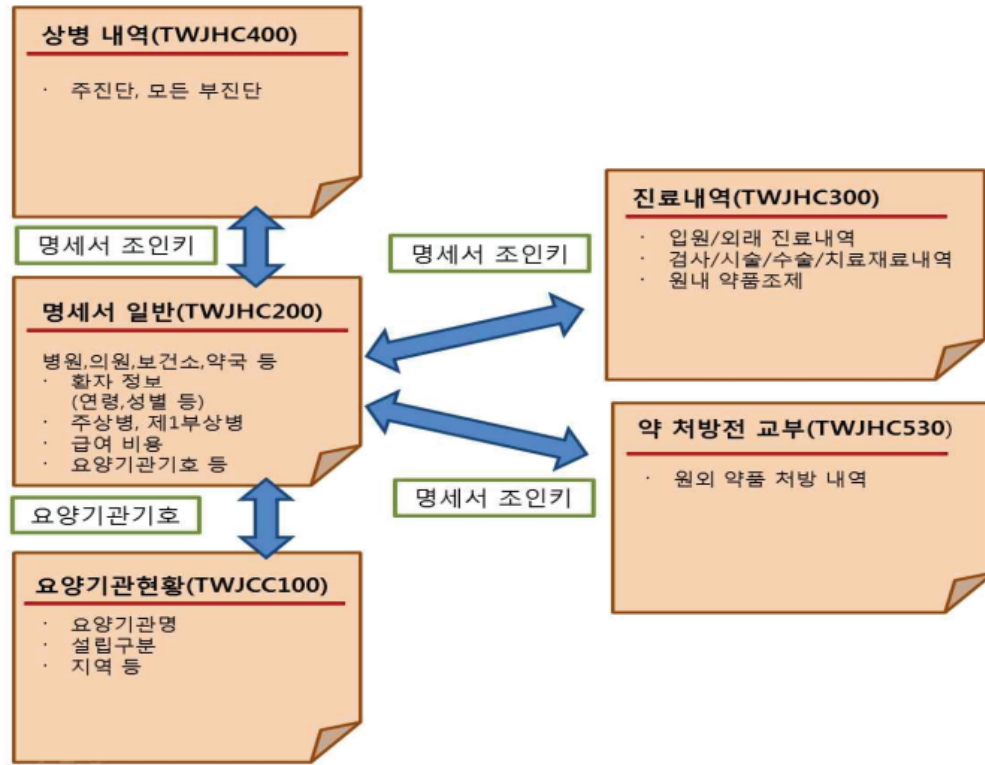 상병 내역(TWJHC400)
· 주진단, 모든 부진단
명세서 조인키
명세서 일반(TWJHC200)
병원,의원,보건소,약국 등
· 환자 정보
(연령,성별 등)
· 주상병, 제1부상병
· 급여 비용
· 요양기관기호 등
요양기관기호
요양기관현황(TWJCC100)
· 요양기관명
· 설립구분
· 지역 등
명세서 조인키
진료내역(TWJHC300)
· 입원/외래 진료내역
· 검사/시술/수술/치료재료내역
· 원내 약품조제
명세서 조인키
약 처방전 교부(TWJHC530)
· 원외 약품 처방 내역